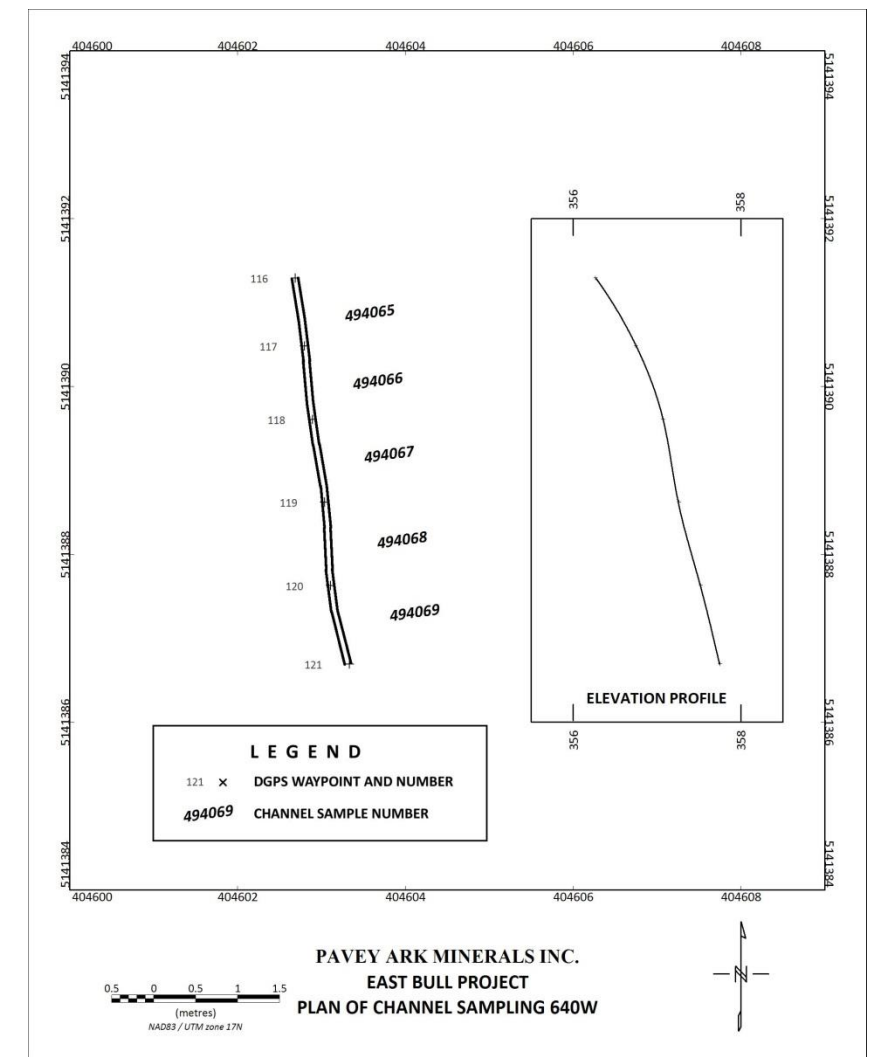 404600 404602 404604 404606 404608
5141394 5141394
5141392 5141392
356 358
116
494065
117
494066
5141390 5141390
118
494067
119
494068
5141388 5141388
120
494069
121
ELEVATION PROFILE
5141386 5141386
356 358
LEGEND
121 DGPS WAYPOINT AND NUMBER
494069 CHANNEL SAMPLE NUMBER
5141384 5141384
404600 404602 404604 404606 404608
PAVEY ARK MINERALS INC.
EAST BULL PROJECT
PLAN OF CHANNEL SAMPLING 640W
0.5 0 0.5 1 1.5
(metres)
NAD83 / UTM zone 17N
N